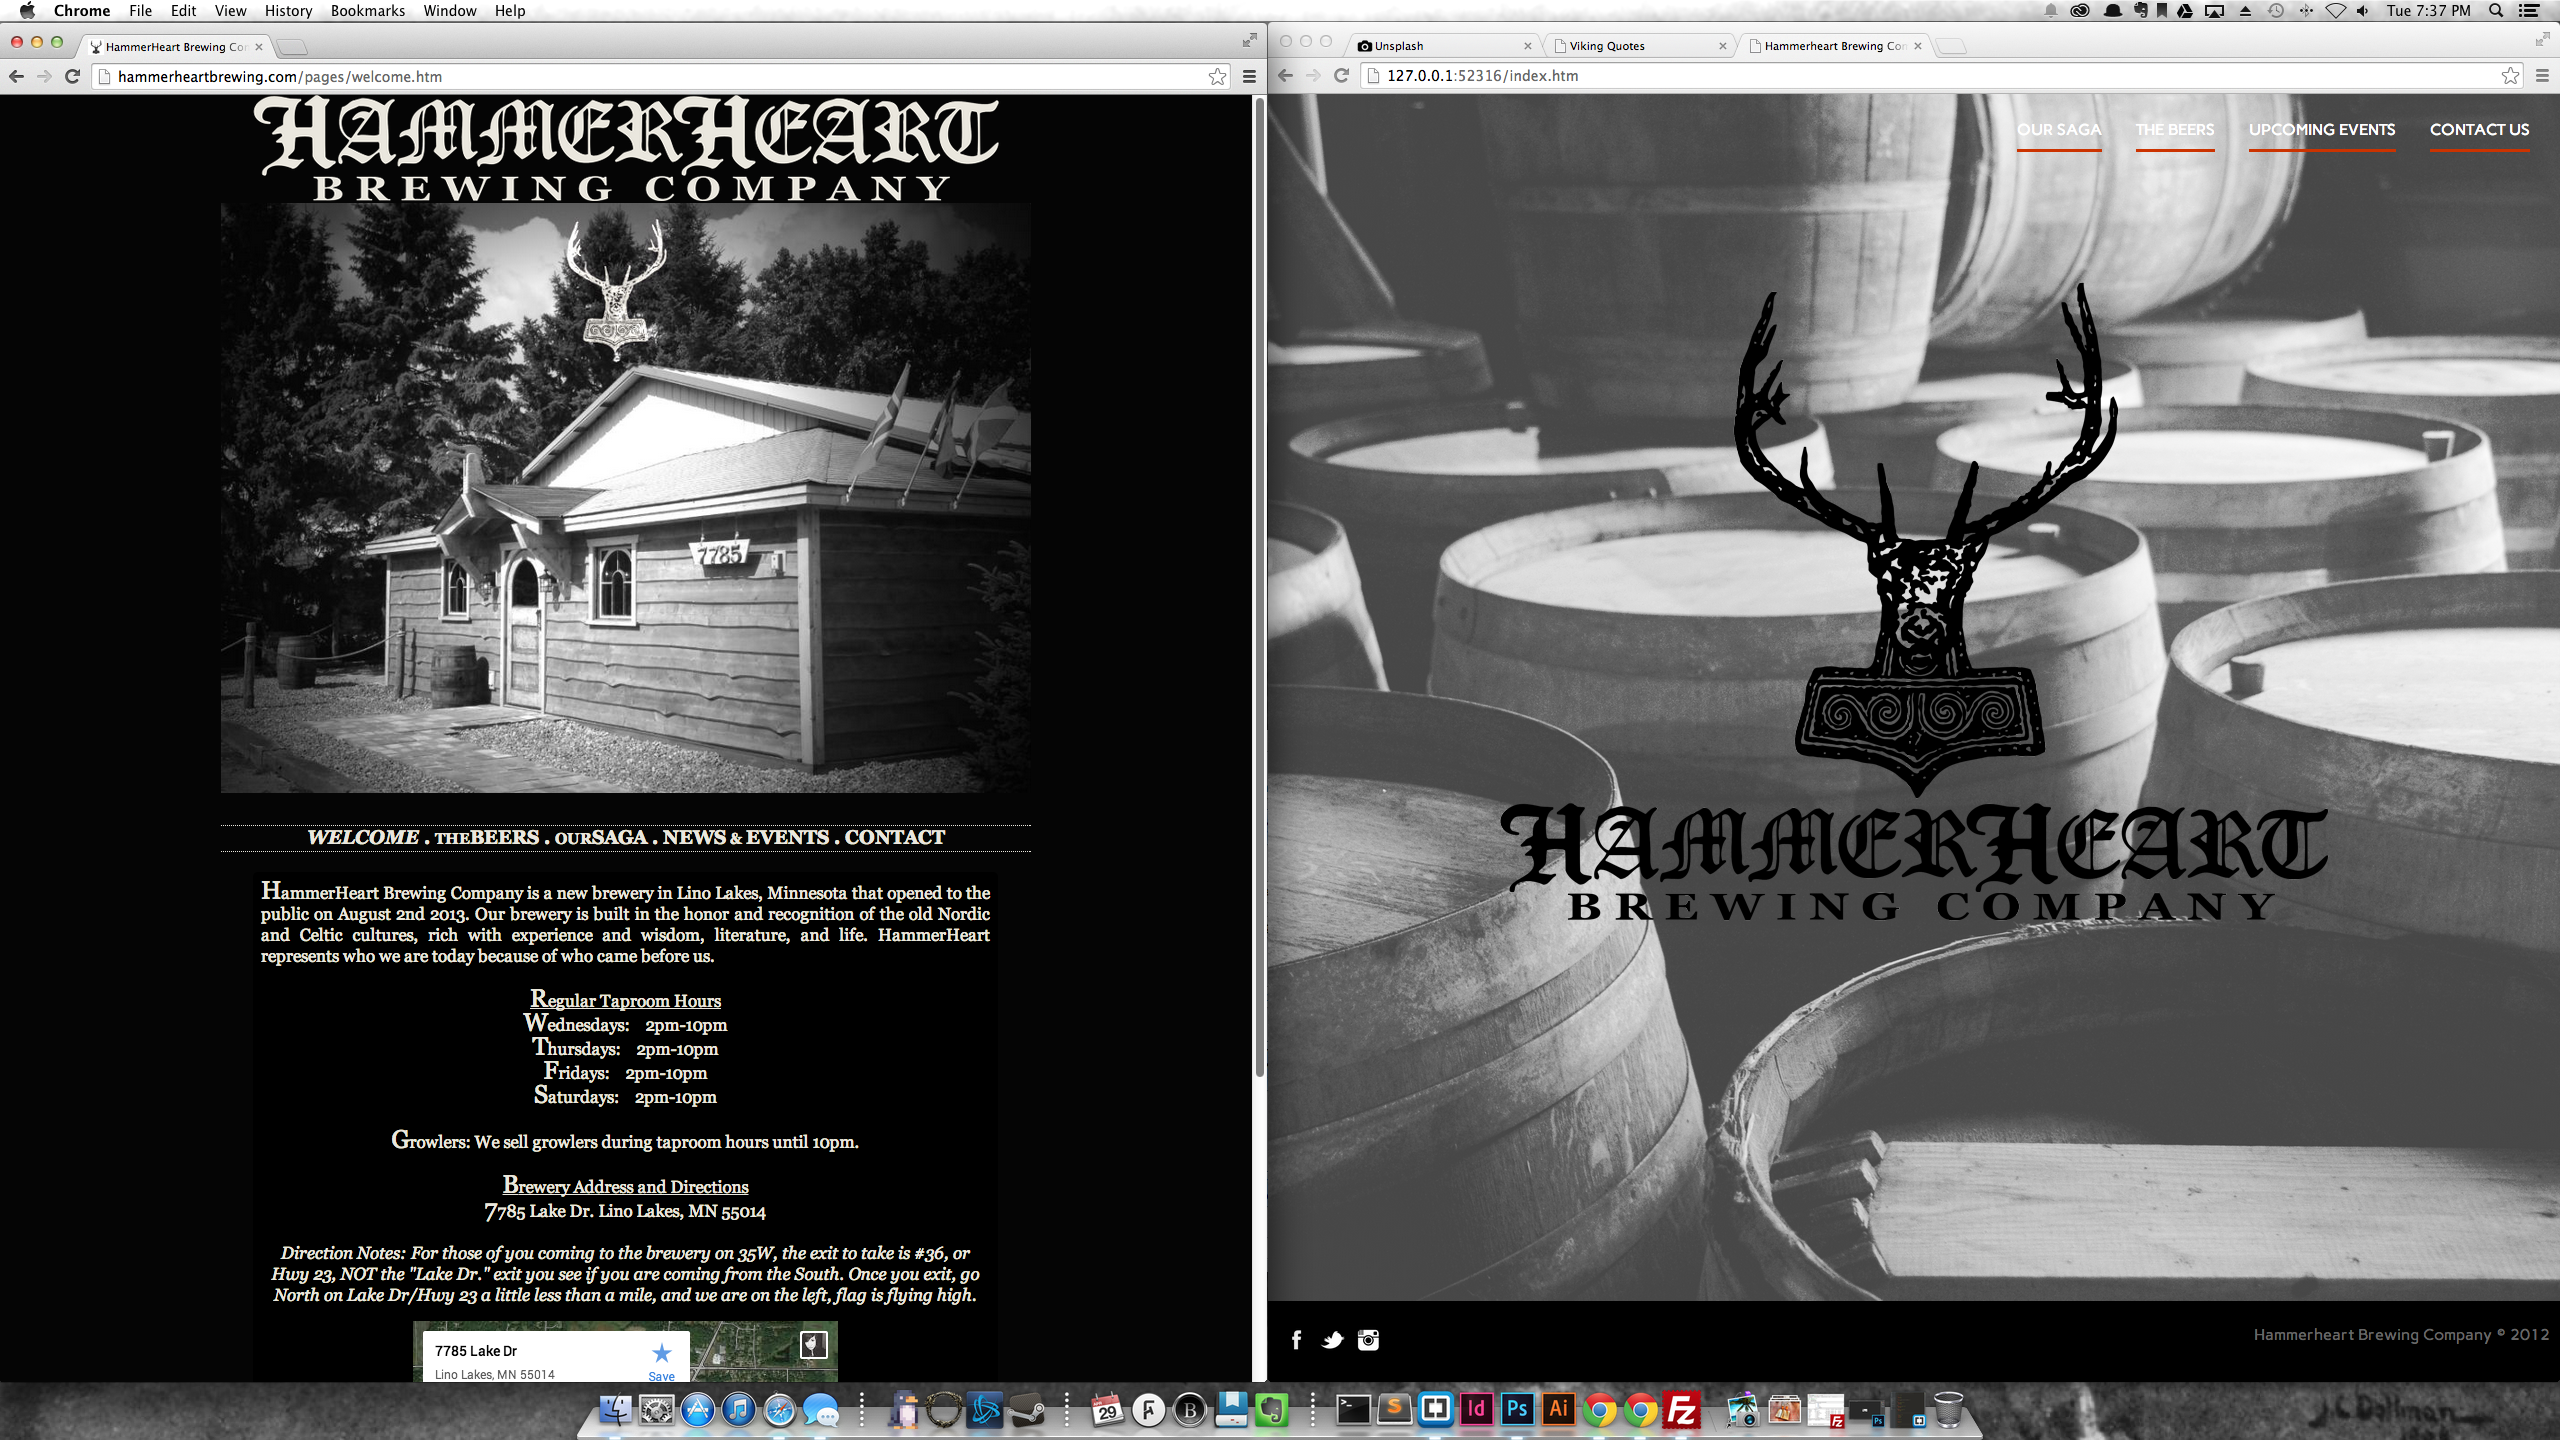 Chrome File Edit View History Bookmarks Window Help
Tue 7:37 PM
HammerHeart Brewing Co
hammerheartbrewing.com/pages/welcome.htm
HAMMERHEART
BREWING COMPANY
7785
WELCOME . THEBEERS . OURSAGA . NEWS & EVENTS . CONTACT
HammerHeart Brewing Company is a new brewery in Lino Lakes, Minnesota that opened to the
public on August 2nd 2013. Our brewery is built in the honor and recognition of the old Nordic
and Celtic cultures, rich with experience and wisdom, literature, and life. HammerHeart
represents who we are today because of who came before us.
Regular Taproom Hours
Wednesdays: 2pm-10pm
Thursdays: 2pm-10pm
Fridays: 2pm-10pm
Saturdays: 2pm-10pm
Growlers: We sell growlers during taproom hours until 10pm.
Brewery Address and Directions
7785 Lake Dr. Lino Lakes, MN 55014
Direction Notes: For those of you coming to the brewery on 35W, the exit to take is #36, or
Hwy 23, NOT the "Lake Dr." exit you see if you are coming from the South. Once you exit, go
North on Lake Dr/Hwy 23 a little less than a mile, and we are on the left, flag is flying high.
7785 Lake Dr
Lino Lakes, MN 55014
Save
Unsplash
Viking Quotes
Hammerheart Brewing Co
127.0.0.1:52316/index.htm
OUR SAGA THE BEERS UPCOMING EVENTS CONTACT US
HAMMERHEART
BREWING COMPANY
Hammerheart Brewing Company © 2012
29
B
S
Id
Ps
Ai
Fz